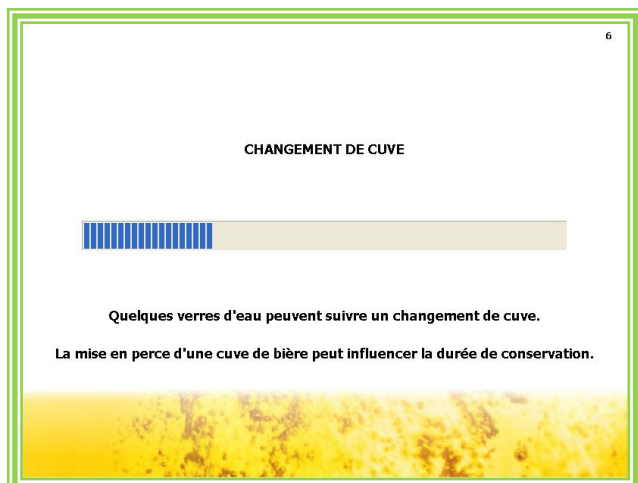 6
CHANGEMENT DE CUVE
Quelques verres d'eau peuvent suivre un changement de cuve.
La mise en perce d'une cuve de bière peut influencer la durée de conservation.